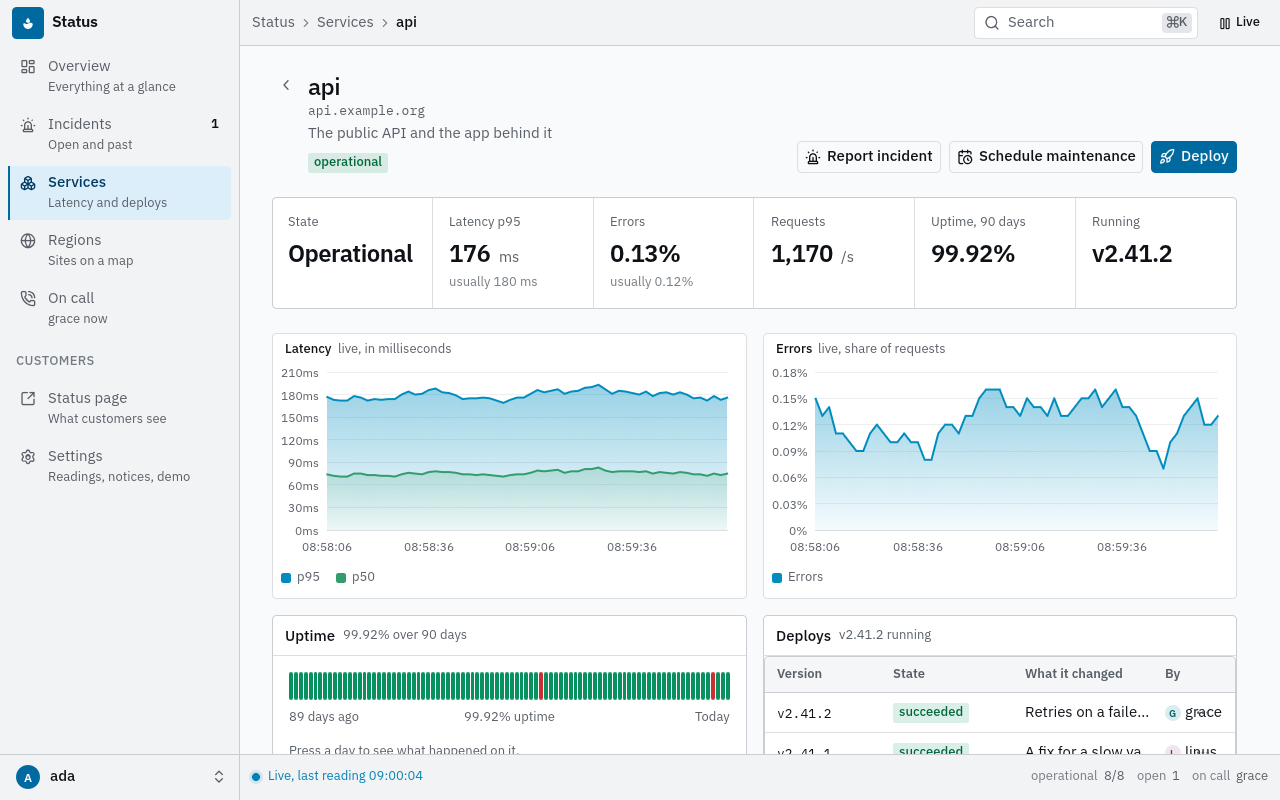 Status
Overview
Everything at a glance
Incidents 1
Open and past
Services
Latency and deploys
Regions
Sites on a map
On call
grace now
CUSTOMERS
Status page
What customers see
Settings
Readings, notices, demo
A ada
Status > Services > api
Search ⌘K
Live
api
api.example.org
The public API and the app behind it
operational
Report incident
Schedule maintenance
Deploy
State
Operational
Latency p95
176 ms
usually 180 ms
Errors
0.13%
usually 0.12%
Requests
1,170 /s
Uptime, 90 days
99.92%
Running
v2.41.2
Latency live, in milliseconds
210ms
180ms
150ms
120ms
90ms
60ms
30ms
0ms
08:58:06 08:58:36 08:59:06 08:59:36
p95 p50
Errors live, share of requests
0.18%
0.15%
0.12%
0.09%
0.06%
0.03%
0%
08:58:06 08:58:36 08:59:06 08:59:36
Errors
Uptime 99.92% over 90 days
89 days ago 99.92% uptime Today
Press a day to see what happened on it.
Deploys v2.41.2 running
Version State What it changed By
v2.41.2 succeeded Retries on a faile... G grace
v2.41.1 succeeded A fix for a slow va... L linus
Live, last reading 09:00:04
operational 8/8 open 1 on call grace